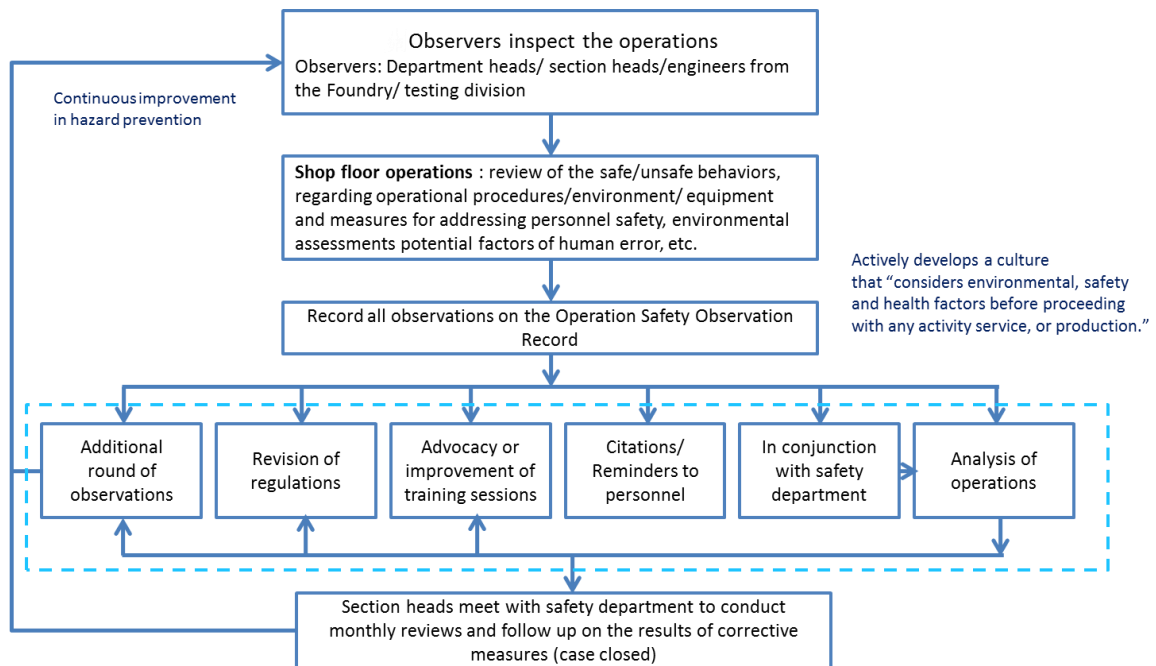 Observers inspect the operations
Observers: Department heads/ section heads/engineers from
the Foundry/ testing division
Continuous improvement
in hazard prevention
Shop floor operations : review of the safe/unsafe behaviors,
regarding operational procedures/environment/ equipment
and measures for addressing personnel safety, environmental
assessments potential factors of human error, etc.
Actively develops a culture
that “considers environmental, safety
and health factors before proceeding
with any activity service, or production.”
Record all observations on the Operation Safety Observation
Record
Additional
round of
observations
Revision of
regulations
Advocacy or
improvement of
training sessions
Citations/
Reminders to
personnel
In conjunction
with safety
department
Analysis of
operations
Section heads meet with safety department to conduct
monthly reviews and follow up on the results of corrective
measures (case closed)